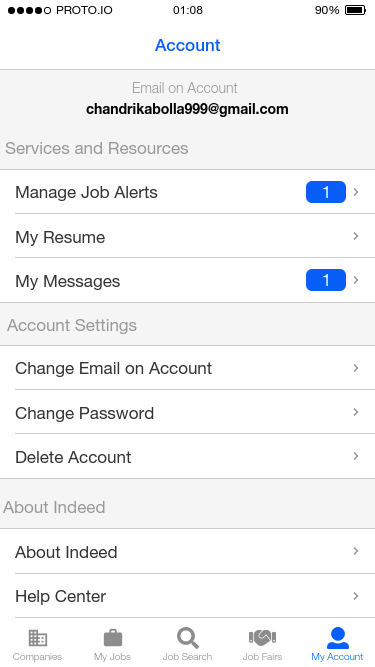 PROTO.IO 01:08 90%
Account
Email on Account
chandrikabolla999@gmail.com
Services and Resources
Manage Job Alerts 1
My Resume
My Messages 1
Account Settings
Change Email on Account
Change Password
Delete Account
About Indeed
About Indeed
Help Center
Companies My Jobs Job Search Job Fairs My Account